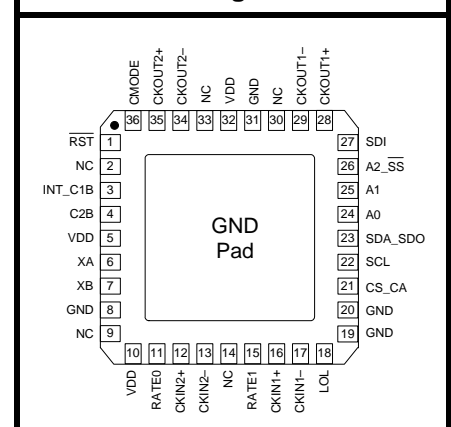 CMODE
CKOUT2+
CKOUT2–
NC
VDD
GND
NC
CKOUT1–
CKOUT1+
36 35 34 33 32 31 30 29 28
RST 1
NC 2
INT_C1B 3
C2B 4
VDD 5
XA 6
XB 7
GND 8
NC 9
GND
Pad
27 SDI
26 A2_SS
25 A1
24 A0
23 SDA_SDO
22 SCL
21 CS_CA
20 GND
19 GND
10 11 12 13 14 15 16 17 18
VDD
RATE0
CKIN2+
CKIN2–
NC
RATE1
CKIN1+
CKIN1–
LOL